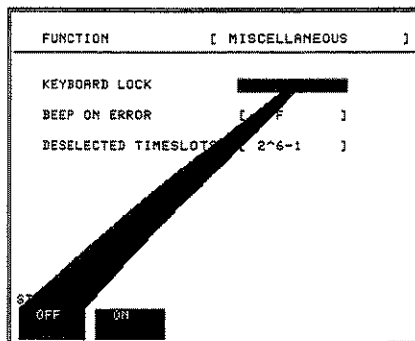 FUNCTION [ MISCELLANEOUS ]
KEYBOARD LOCK
BEEP ON ERROR [ F ]
DESELECTED TIMESLOTS [ 2^6-1 ]
OFF ON